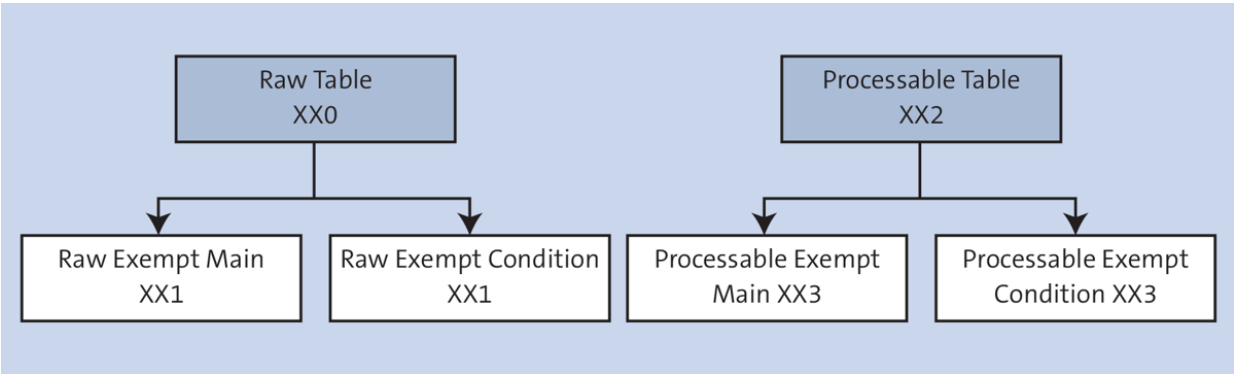 Raw Table
XX0
Processable Table
XX2
Raw Exempt Main
XX1
Raw Exempt Condition
XX1
Processable Exempt
Main XX3
Processable Exempt
Condition XX3